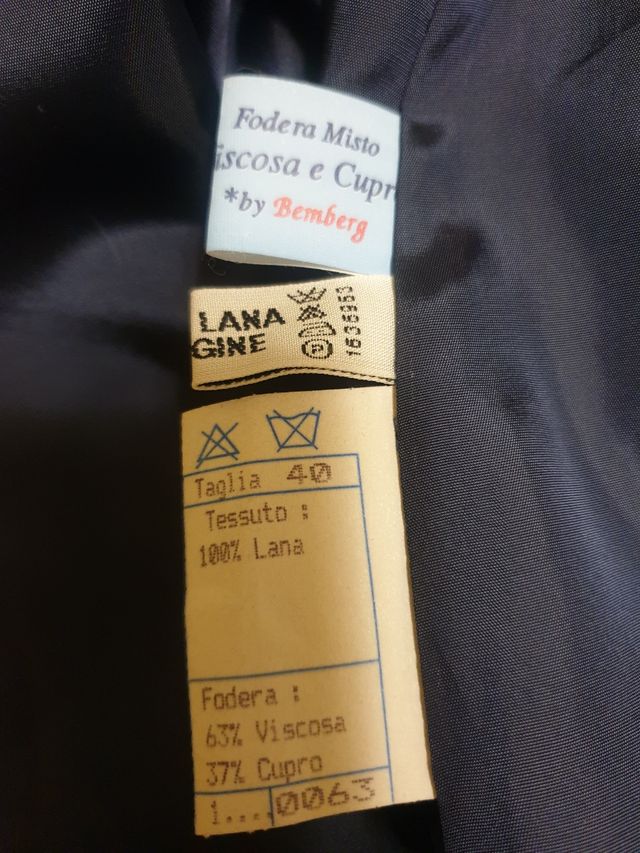 Fodera Misto
iscosa e Cupr
*by Bemberg
LANA
GINE
1635953
P
Taglia 40
Tessuto :
100% Lana
Fodera :
63% Viscosa
37% Cupro
i.... 0063